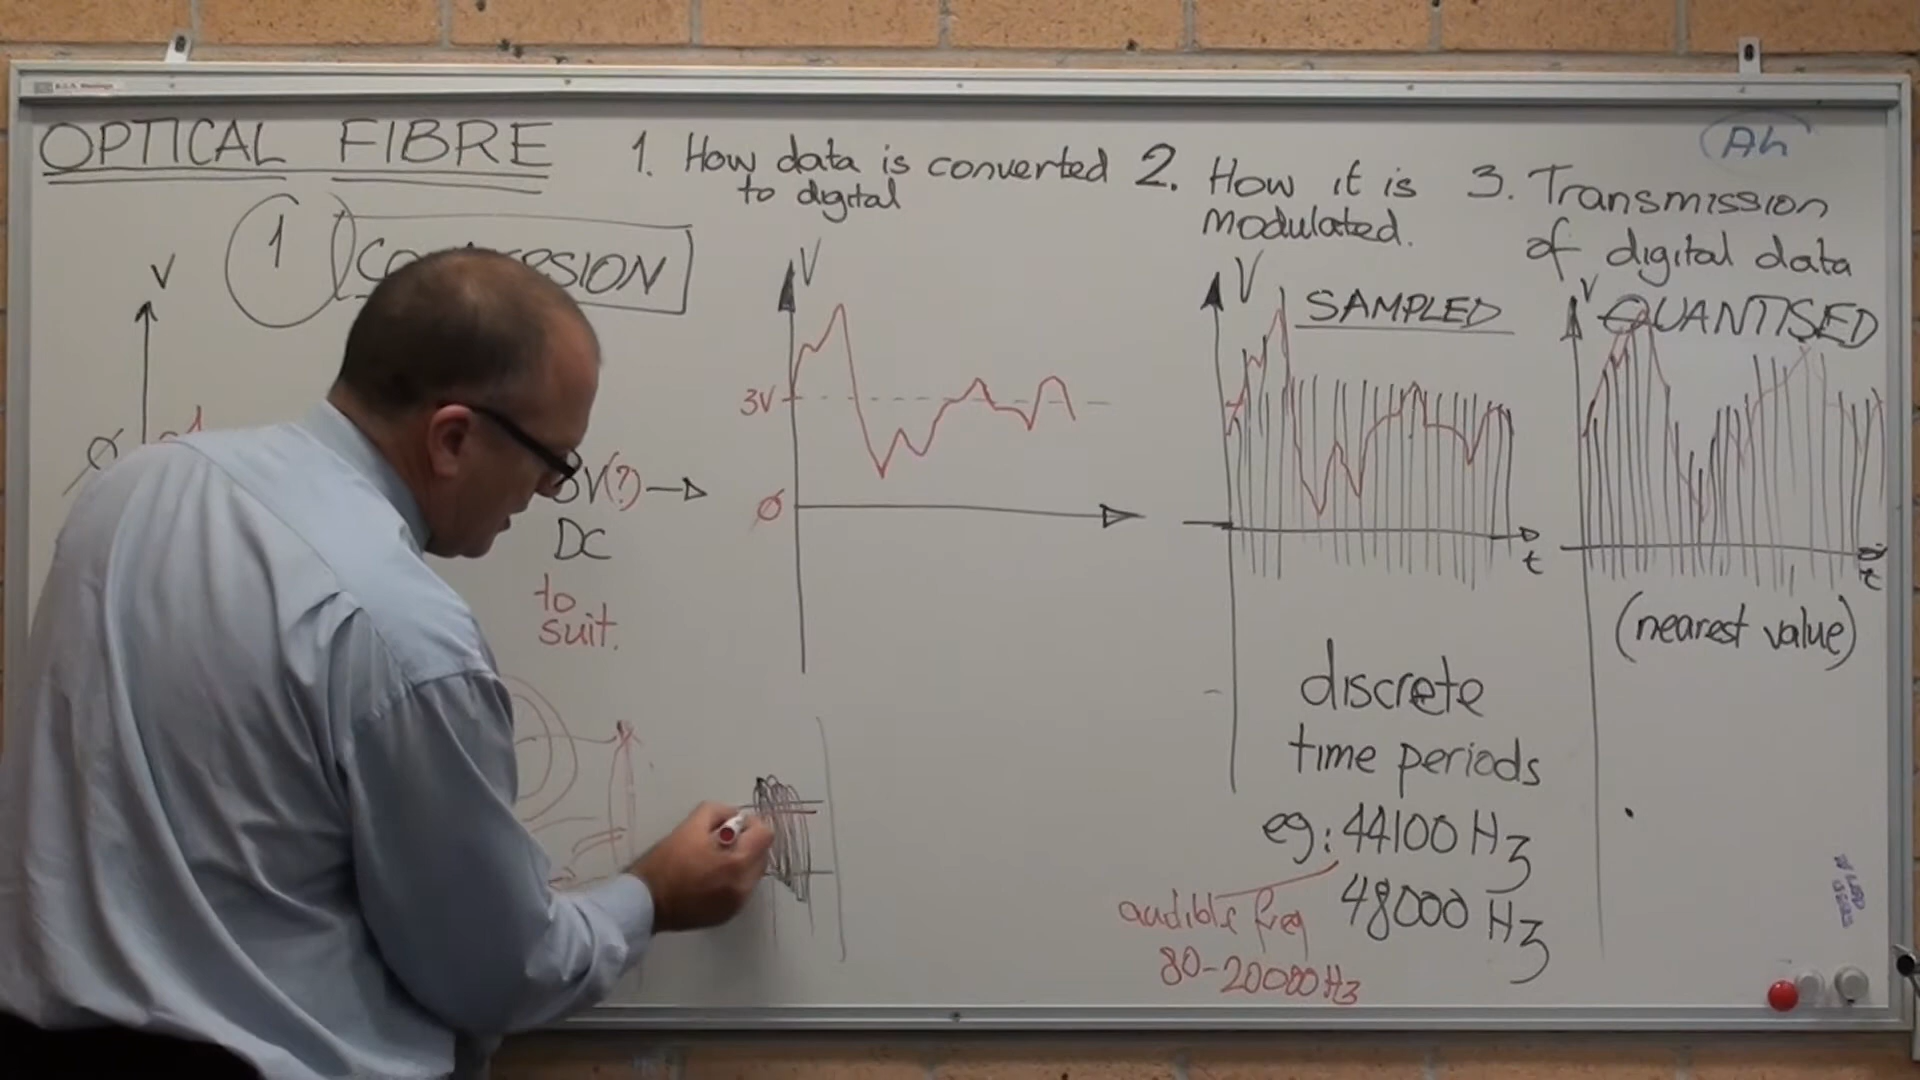 OPTICAL FIBRE
1. How data is converted
to digital
2. How it is
modulated.
3. Transmission
of digital data
Ah
1
V
Ø
V(?)
DC
to
suit.
V
3V
Ø
V
SAMPLED
t
discrete
time periods
eg: 44100 Hz
48000 Hz
audible freq
80-20000Hz
V
QUANTISED
t
(nearest value)